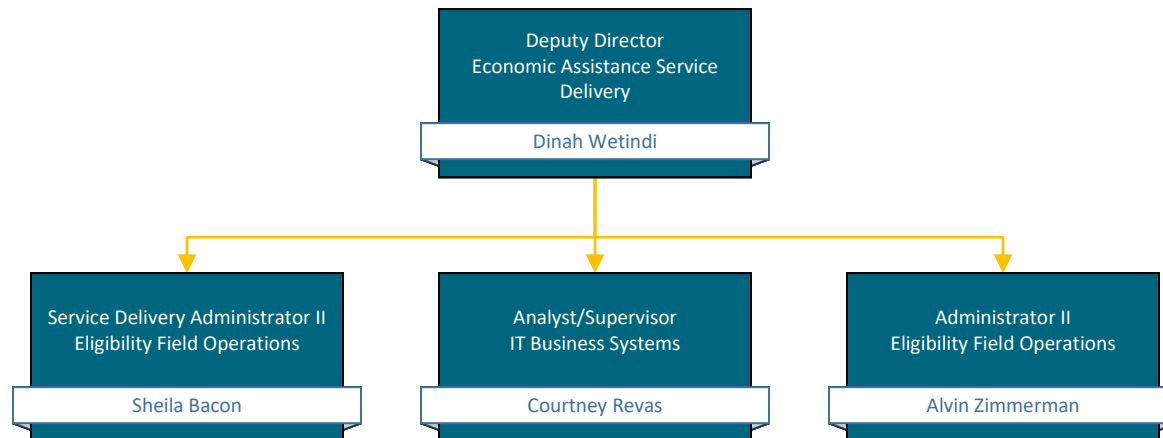 Deputy Director
Economic Assistance Service
Delivery
Dinah Wetindi
Service Delivery Administrator II
Eligibility Field Operations
Sheila Bacon
Analyst/Supervisor
IT Business Systems
Courtney Revas
Administrator II
Eligibility Field Operations
Alvin Zimmerman